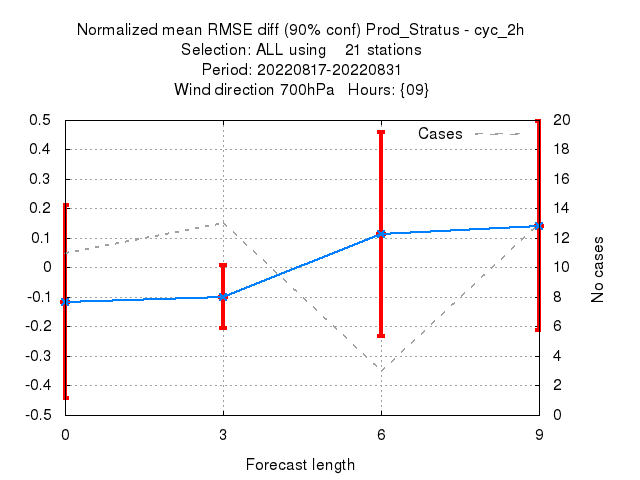 Normalized mean RMSE diff (90% conf) Prod_Stratus - cyc_2h
Selection: ALL using    21 stations
Period: 20220817-20220831
Wind direction 700hPa   Hours: {09}
Cases
0.5
0.4
0.3
0.2
0.1
0
-0.1
-0.2
-0.3
-0.4
-0.5
20
18
16
14
12
10
8
6
4
2
0
No cases
0 3 6 9
Forecast length